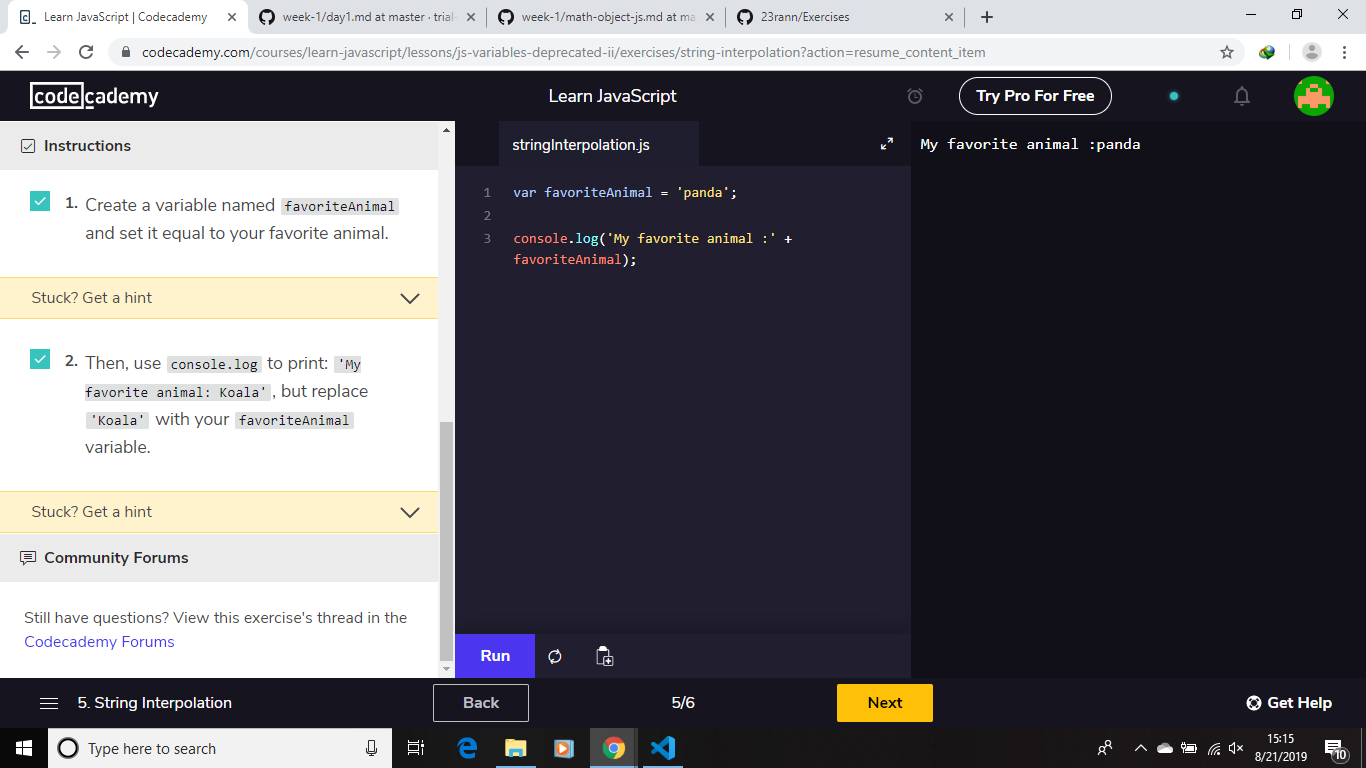 Learn JavaScript | Codecademy
week-1/day1.md at master · trial-
week-1/math-object-js.md at ma
23rann/Exercises
codecademy.com/courses/learn-javascript/lessons/js-variables-deprecated-ii/exercises/string-interpolation?action=resume_content_item
codecademy
Learn JavaScript
Try Pro For Free
Instructions
1. Create a variable named favoriteAnimal
and set it equal to your favorite animal.
Stuck? Get a hint
2. Then, use console.log to print: 'My
favorite animal: Koala' , but replace
'Koala' with your favoriteAnimal
variable.
Stuck? Get a hint
Community Forums
Still have questions? View this exercise's thread in the
Codecademy Forums
stringInterpolation.js
1 var favoriteAnimal = 'panda';
2
3 console.log('My favorite animal :' +
favoriteAnimal);
Run
My favorite animal :panda
5. String Interpolation
Back
5/6
Next
Get Help
Type here to search
15:15
8/21/2019
10